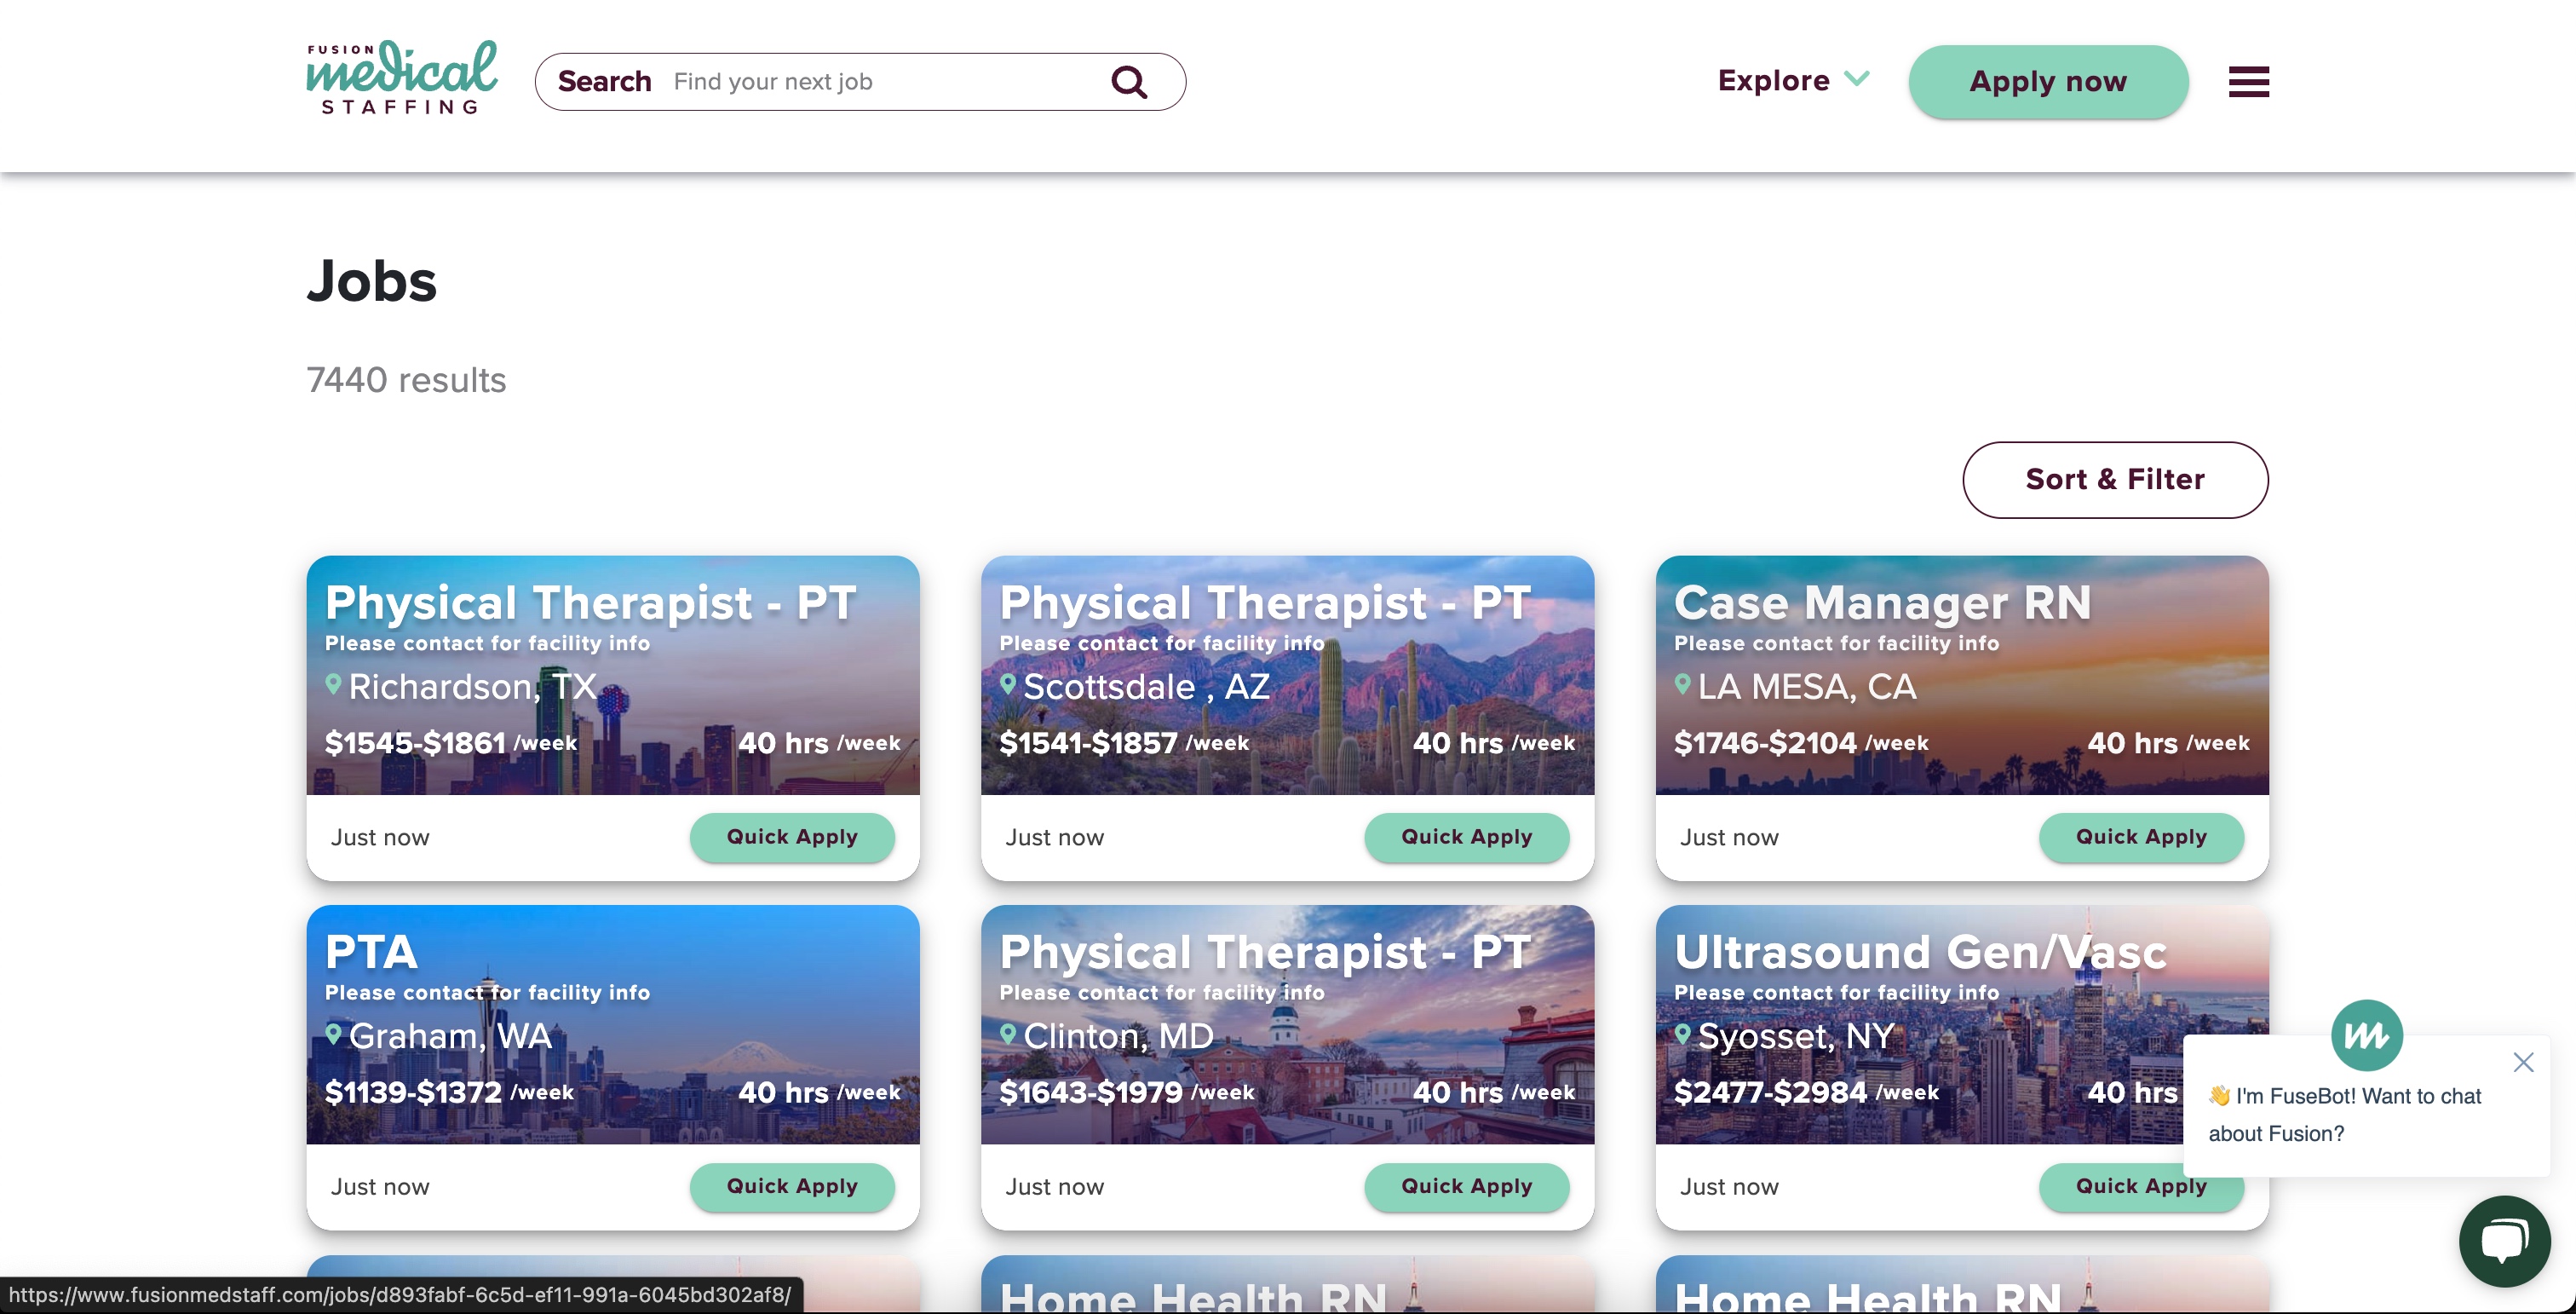 FUSION
medical
STAFFING
Search Find your next job
Explore
Apply now
Jobs
7440 results
Sort & Filter
Physical Therapist - PT
Please contact for facility info
Richardson, TX
$1545-$1861 /week 40 hrs /week
Just now
Quick Apply
Physical Therapist - PT
Please contact for facility info
Scottsdale , AZ
$1541-$1857 /week 40 hrs /week
Just now
Quick Apply
Case Manager RN
Please contact for facility info
LA MESA, CA
$1746-$2104 /week 40 hrs /week
Just now
Quick Apply
PTA
Please contact for facility info
Graham, WA
$1139-$1372 /week 40 hrs /week
Just now
Quick Apply
Physical Therapist - PT
Please contact for facility info
Clinton, MD
$1643-$1979 /week 40 hrs /week
Just now
Quick Apply
Ultrasound Gen/Vasc
Please contact for facility info
Syosset, NY
$2477-$2984 /week 40 hrs
Just now
Quick Apply
m
👋 I'm FuseBot! Want to chat
about Fusion?
Home Health RN
Home Health RN
https://www.fusionmedstaff.com/jobs/d893fabf-6c5d-ef11-991a-6045bd302af8/